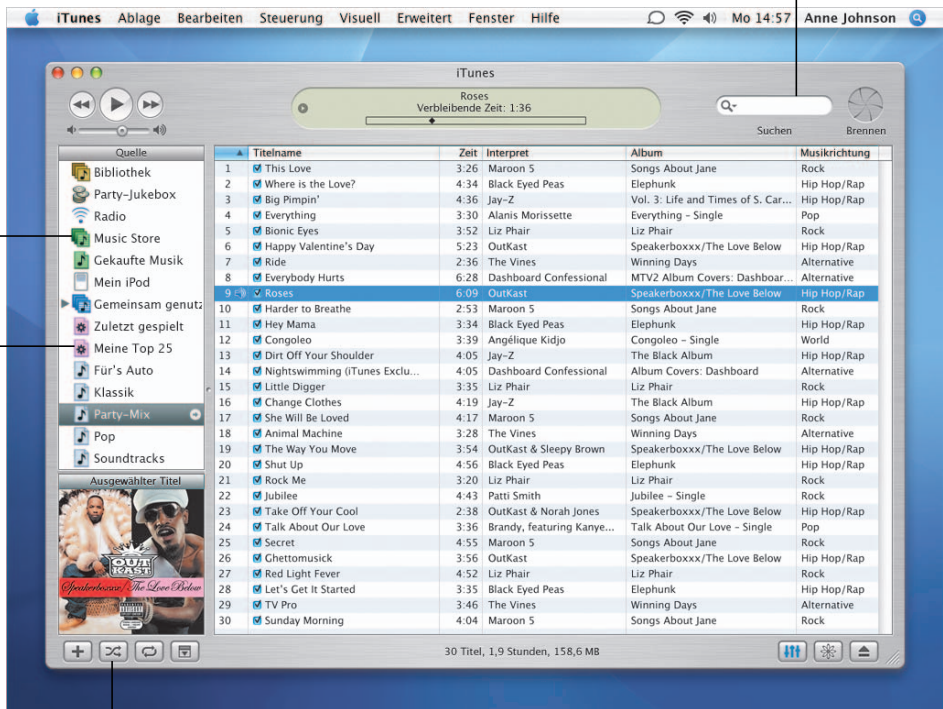 iTunes Ablage Bearbeiten Steuerung Visuell Erweitert Fenster Hilfe Mo 14:57 Anne Johnson
iTunes
Roses
Verbleibende Zeit: 1:36
Suchen Brennen
Quelle
Bibliothek
Party-Jukebox
Radio
Music Store
Gekaufte Musik
Mein iPod
Gemeinsam genutz
Zuletzt gespielt
Meine Top 25
Für's Auto
Klassik
Party-Mix
Pop
Soundtracks
Ausgewählter Titel
OUT
KAST
Speakerboxxx/The Love Below
Titelname Zeit Interpret Album Musikrichtung
1 This Love 3:26 Maroon 5 Songs About Jane Rock
2 Where is the Love? 4:34 Black Eyed Peas Elephunk Hip Hop/Rap
3 Big Pimpin' 4:36 Jay-Z Vol. 3: Life and Times of S. Car... Hip Hop/Rap
4 Everything 3:30 Alanis Morissette Everything – Single Pop
5 Bionic Eyes 3:52 Liz Phair Liz Phair Rock
6 Happy Valentine's Day 5:23 OutKast Speakerboxxx/The Love Below Hip Hop/Rap
7 Ride 2:36 The Vines Winning Days Alternative
8 Everybody Hurts 6:28 Dashboard Confessional MTV2 Album Covers: Dashboar... Alternative
9 Roses 6:09 OutKast Speakerboxxx/The Love Below Hip Hop/Rap
10 Harder to Breathe 2:53 Maroon 5 Songs About Jane Rock
11 Hey Mama 3:34 Black Eyed Peas Elephunk Hip Hop/Rap
12 Congoleo 3:39 Angélique Kidjo Congoleo – Single World
13 Dirt Off Your Shoulder 4:05 Jay-Z The Black Album Hip Hop/Rap
14 Nightswimming (iTunes Exclu... 4:05 Dashboard Confessional Album Covers: Dashboard Alternative
15 Little Digger 3:35 Liz Phair Liz Phair Rock
16 Change Clothes 4:19 Jay-Z The Black Album Hip Hop/Rap
17 She Will Be Loved 4:17 Maroon 5 Songs About Jane Rock
18 Animal Machine 3:28 The Vines Winning Days Alternative
19 The Way You Move 3:54 OutKast & Sleepy Brown Speakerboxxx/The Love Below Hip Hop/Rap
20 Shut Up 4:56 Black Eyed Peas Elephunk Hip Hop/Rap
21 Rock Me 3:20 Liz Phair Liz Phair Rock
22 Jubilee 4:43 Patti Smith Jubilee – Single Rock
23 Take Off Your Cool 2:38 OutKast & Norah Jones Speakerboxxx/The Love Below Hip Hop/Rap
24 Talk About Our Love 3:36 Brandy, featuring Kanye... Talk About Our Love – Single Pop
25 Secret 4:55 Maroon 5 Songs About Jane Rock
26 Ghettomusick 3:56 OutKast Speakerboxxx/The Love Below Hip Hop/Rap
27 Red Light Fever 4:52 Liz Phair Liz Phair Rock
28 Let's Get It Started 3:35 Black Eyed Peas Elephunk Hip Hop/Rap
29 TV Pro 3:46 The Vines Winning Days Alternative
30 Sunday Morning 4:04 Maroon 5 Songs About Jane Rock
30 Titel, 1,9 Stunden, 158,6 MB